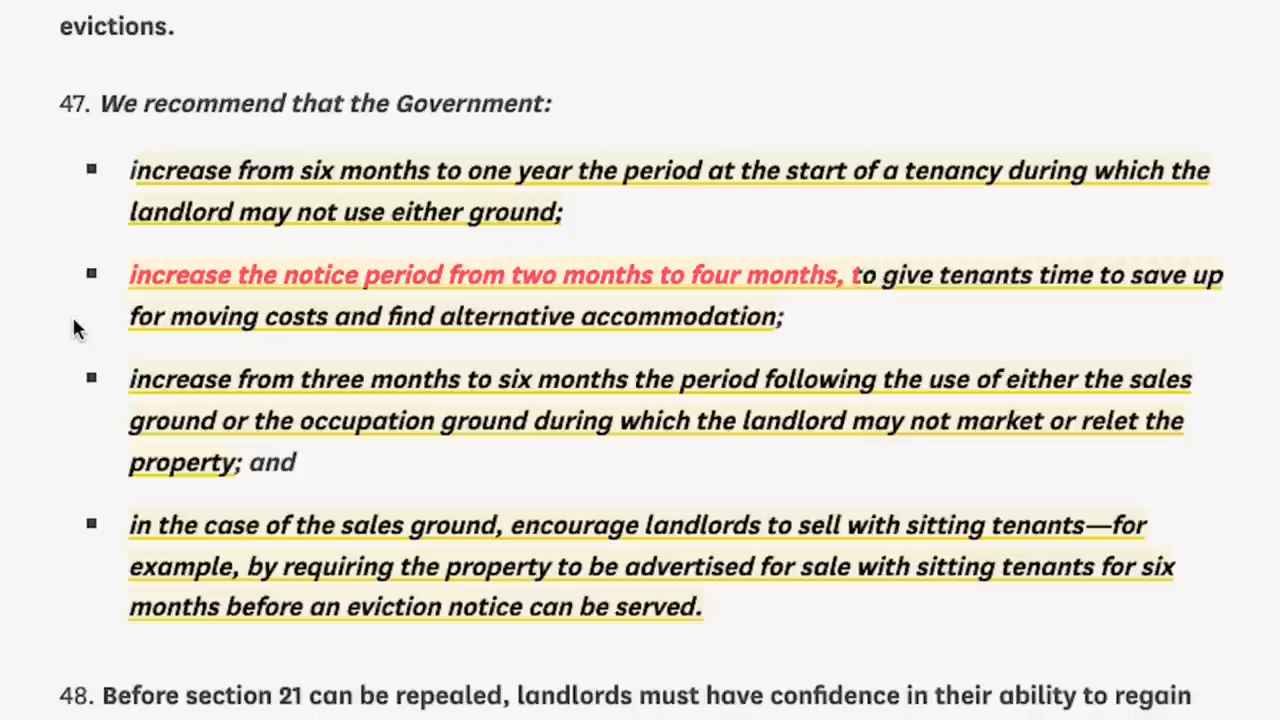 evictions.
47. We recommend that the Government:
▪ increase from six months to one year the period at the start of a tenancy during which the
landlord may not use either ground;
▪ increase the notice period from two months to four months, to give tenants time to save up
for moving costs and find alternative accommodation;
▪ increase from three months to six months the period following the use of either the sales
ground or the occupation ground during which the landlord may not market or relet the
property; and
▪ in the case of the sales ground, encourage landlords to sell with sitting tenants—for
example, by requiring the property to be advertised for sale with sitting tenants for six
months before an eviction notice can be served.
48. Before section 21 can be repealed, landlords must have confidence in their ability to regain